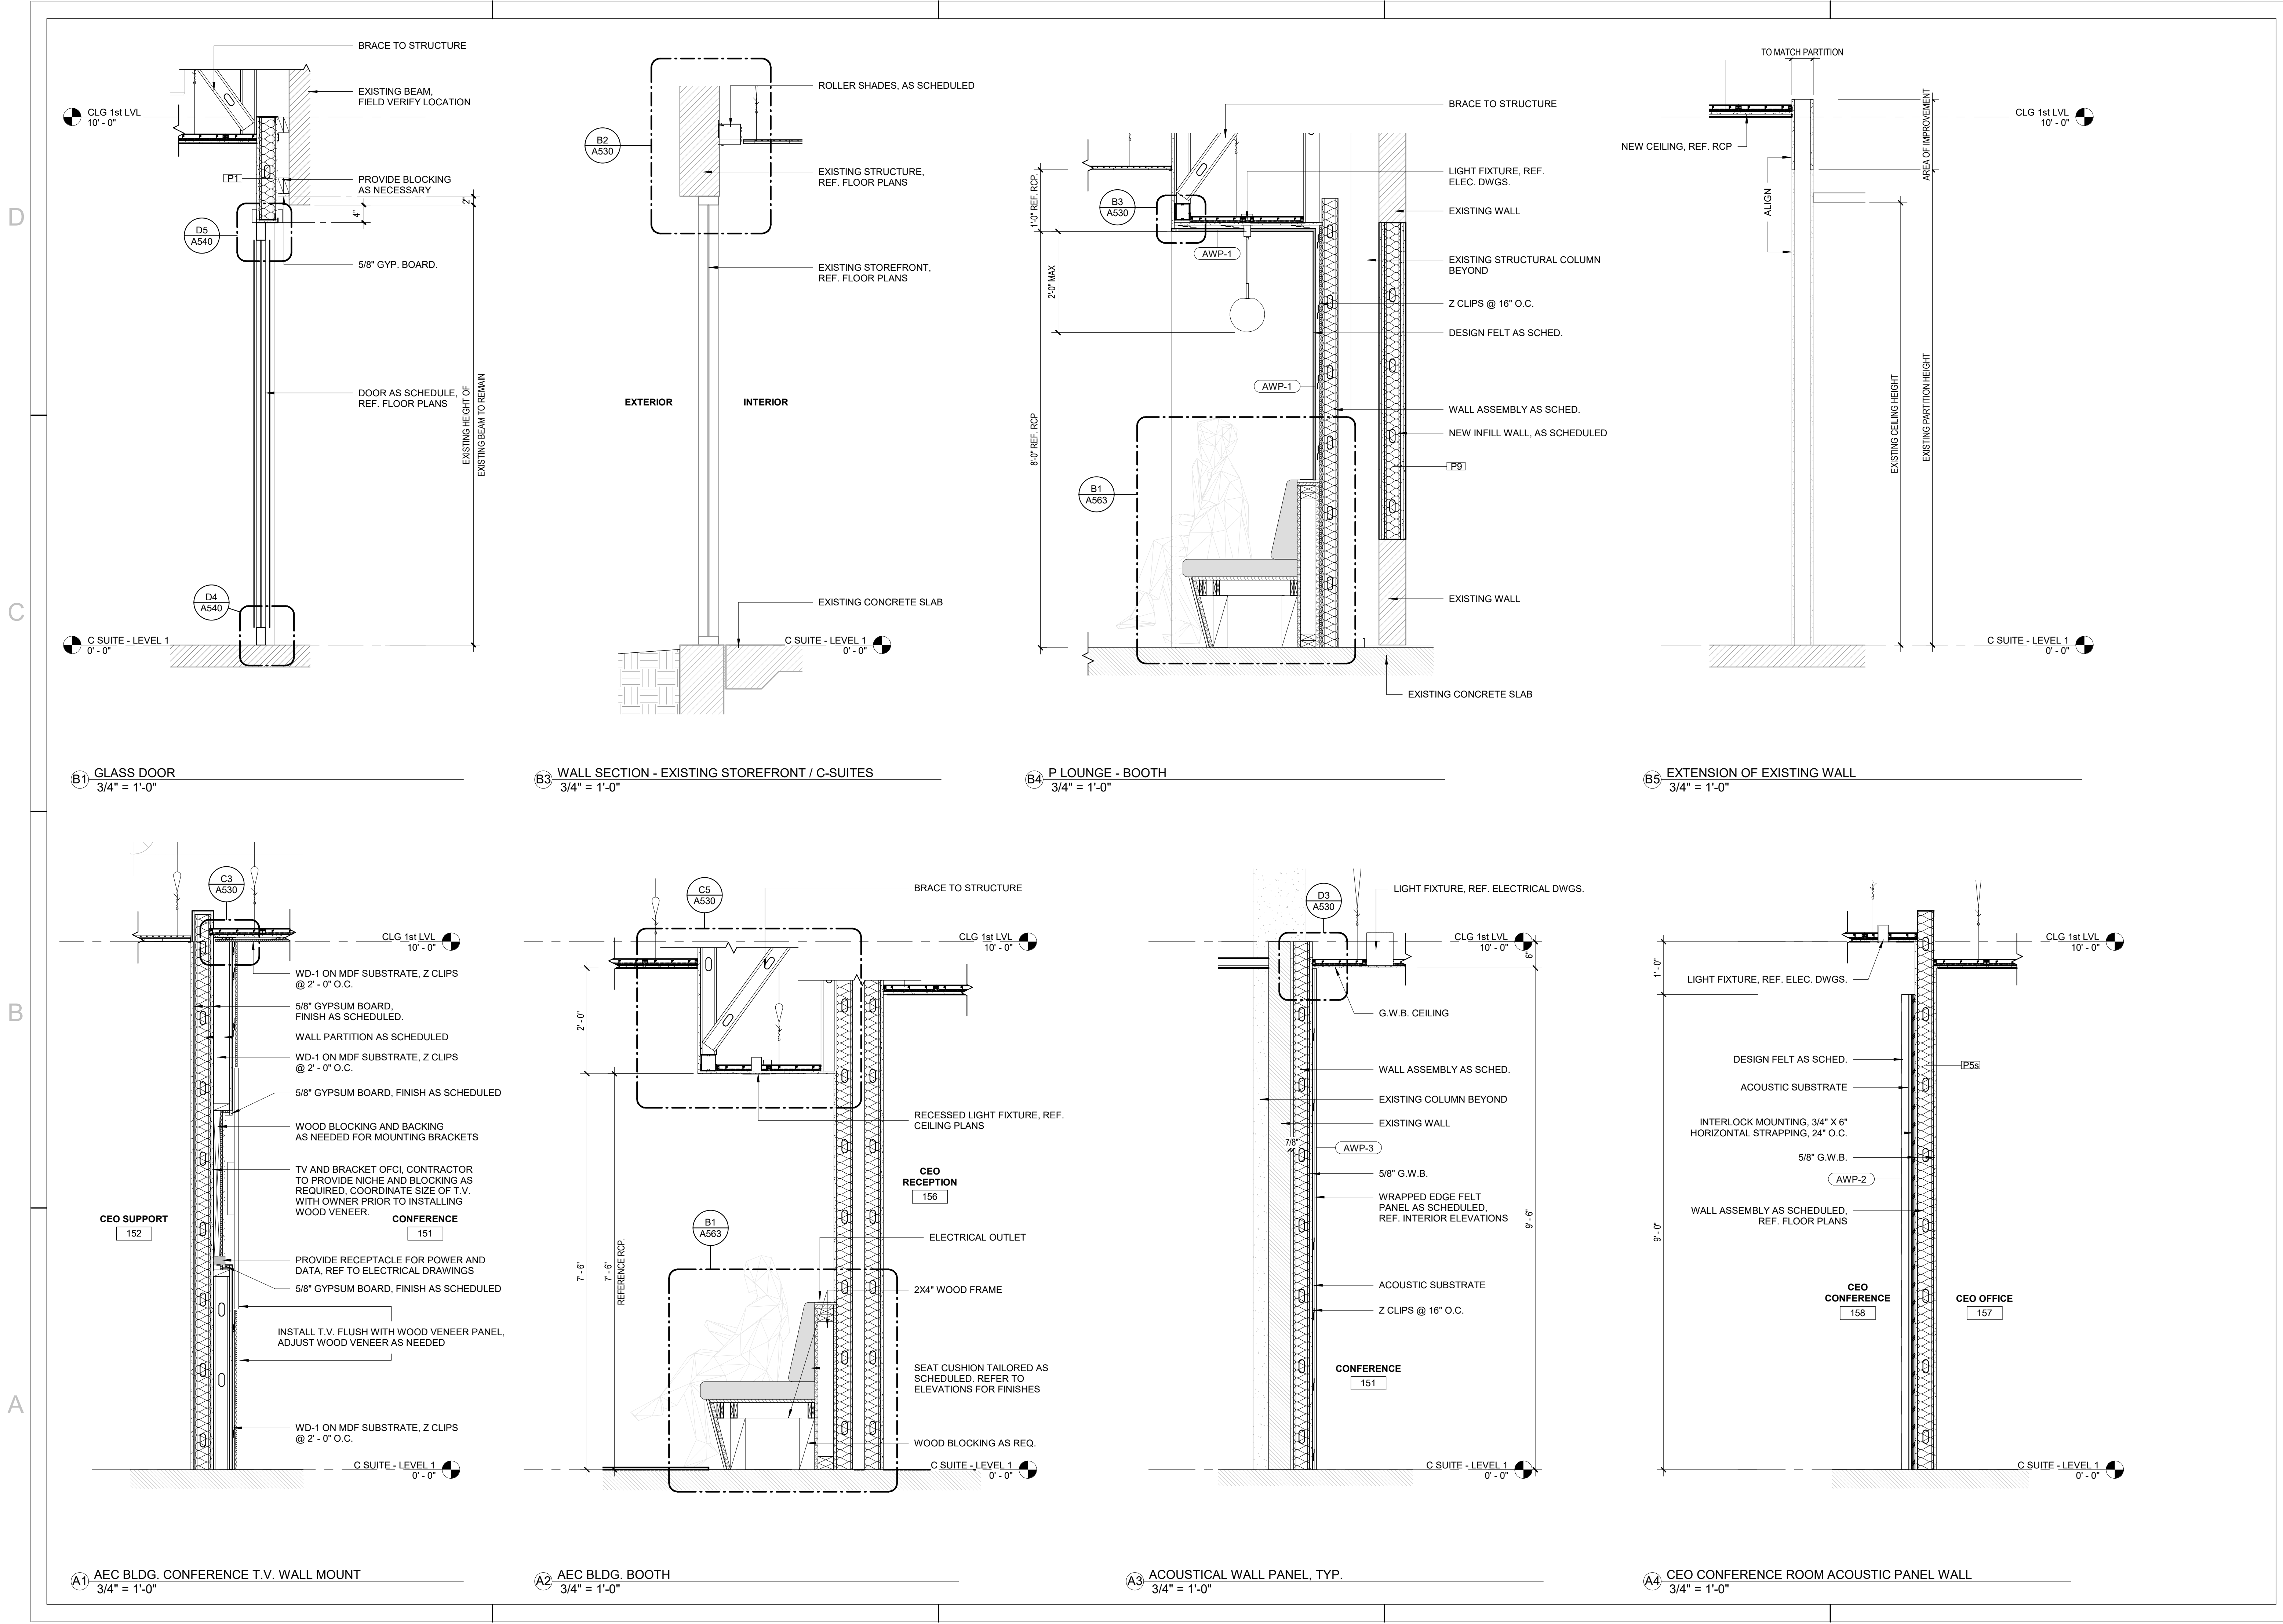 BRACE TO STRUCTURE
EXISTING BEAM,
FIELD VERIFY LOCATION
CLG 1st LVL
10' - 0"
P1
PROVIDE BLOCKING
AS NECESSARY
2"
4"
D5
A540
5/8" GYP. BOARD.
DOOR AS SCHEDULE,
REF. FLOOR PLANS
EXISTING HEIGHT OF
EXISTING BEAM TO REMAIN
D4
A540
C SUITE - LEVEL 1
0' - 0"
B1
GLASS DOOR
3/4" = 1'-0"
ROLLER SHADES, AS SCHEDULED
B2
A530
EXISTING STRUCTURE,
REF. FLOOR PLANS
EXISTING STOREFRONT,
REF. FLOOR PLANS
EXTERIOR
INTERIOR
EXISTING CONCRETE SLAB
C SUITE - LEVEL 1
0' - 0"
B3
WALL SECTION - EXISTING STOREFRONT / C-SUITES
3/4" = 1'-0"
BRACE TO STRUCTURE
1'-0" REF. RCP.
LIGHT FIXTURE, REF.
ELEC. DWGS.
B3
A530
EXISTING WALL
AWP-1
EXISTING STRUCTURAL COLUMN
BEYOND
2'-0" MAX
Z CLIPS @ 16" O.C.
DESIGN FELT AS SCHED.
AWP-1
WALL ASSEMBLY AS SCHED.
8'-0" REF. RCP
NEW INFILL WALL, AS SCHEDULED
P9
B1
A563
EXISTING WALL
EXISTING CONCRETE SLAB
B4
P LOUNGE - BOOTH
3/4" = 1'-0"
TO MATCH PARTITION
AREA OF IMPROVEMENT
CLG 1st LVL
10' - 0"
NEW CEILING, REF. RCP
ALIGN
EXISTING CEILING HEIGHT
EXISTING PARTITION HEIGHT
C SUITE - LEVEL 1
0' - 0"
B5
EXTENSION OF EXISTING WALL
3/4" = 1'-0"
C3
A530
CLG 1st LVL
10' - 0"
WD-1 ON MDF SUBSTRATE, Z CLIPS
@ 2' - 0" O.C.
5/8" GYPSUM BOARD,
FINISH AS SCHEDULED.
WALL PARTITION AS SCHEDULED
WD-1 ON MDF SUBSTRATE, Z CLIPS
@ 2' - 0" O.C.
5/8" GYPSUM BOARD, FINISH AS SCHEDULED
WOOD BLOCKING AND BACKING
AS NEEDED FOR MOUNTING BRACKETS
TV AND BRACKET OFCI, CONTRACTOR
TO PROVIDE NICHE AND BLOCKING AS
REQUIRED, COORDINATE SIZE OF T.V.
WITH OWNER PRIOR TO INSTALLING
WOOD VENEER.
CEO SUPPORT
152
CONFERENCE
151
PROVIDE RECEPTACLE FOR POWER AND
DATA, REF TO ELECTRICAL DRAWINGS
5/8" GYPSUM BOARD, FINISH AS SCHEDULED
INSTALL T.V. FLUSH WITH WOOD VENEER PANEL,
ADJUST WOOD VENEER AS NEEDED
WD-1 ON MDF SUBSTRATE, Z CLIPS
@ 2' - 0" O.C.
C SUITE - LEVEL 1
0' - 0"
A1
AEC BLDG. CONFERENCE T.V. WALL MOUNT
3/4" = 1'-0"
C5
A530
BRACE TO STRUCTURE
CLG 1st LVL
10' - 0"
2' - 0"
RECESSED LIGHT FIXTURE, REF.
CEILING PLANS
CEO
RECEPTION
156
B1
A563
ELECTRICAL OUTLET
7' - 6"
7' - 6"
REFERENCE RCP.
2X4" WOOD FRAME
SEAT CUSHION TAILORED AS
SCHEDULED. REFER TO
ELEVATIONS FOR FINISHES
WOOD BLOCKING AS REQ.
C SUITE - LEVEL 1
0' - 0"
A2
AEC BLDG. BOOTH
3/4" = 1'-0"
D3
A530
LIGHT FIXTURE, REF. ELECTRICAL DWGS.
CLG 1st LVL
10' - 0"
6"
G.W.B. CEILING
WALL ASSEMBLY AS SCHED.
EXISTING COLUMN BEYOND
EXISTING WALL
7/8"
AWP-3
5/8" G.W.B.
WRAPPED EDGE FELT
PANEL AS SCHEDULED,
REF. INTERIOR ELEVATIONS
9' - 6"
ACOUSTIC SUBSTRATE
Z CLIPS @ 16" O.C.
CONFERENCE
151
C SUITE - LEVEL 1
0' - 0"
A3
ACOUSTICAL WALL PANEL, TYP.
3/4" = 1'-0"
CLG 1st LVL
10' - 0"
1' - 0"
LIGHT FIXTURE, REF. ELEC. DWGS.
DESIGN FELT AS SCHED.
P5s
ACOUSTIC SUBSTRATE
INTERLOCK MOUNTING, 3/4" X 6"
HORIZONTAL STRAPPING, 24" O.C.
5/8" G.W.B.
AWP-2
WALL ASSEMBLY AS SCHEDULED,
REF. FLOOR PLANS
9' - 0"
CEO
CONFERENCE
158
CEO OFFICE
157
C SUITE - LEVEL 1
0' - 0"
A4
CEO CONFERENCE ROOM ACOUSTIC PANEL WALL
3/4" = 1'-0"
D
C
B
A